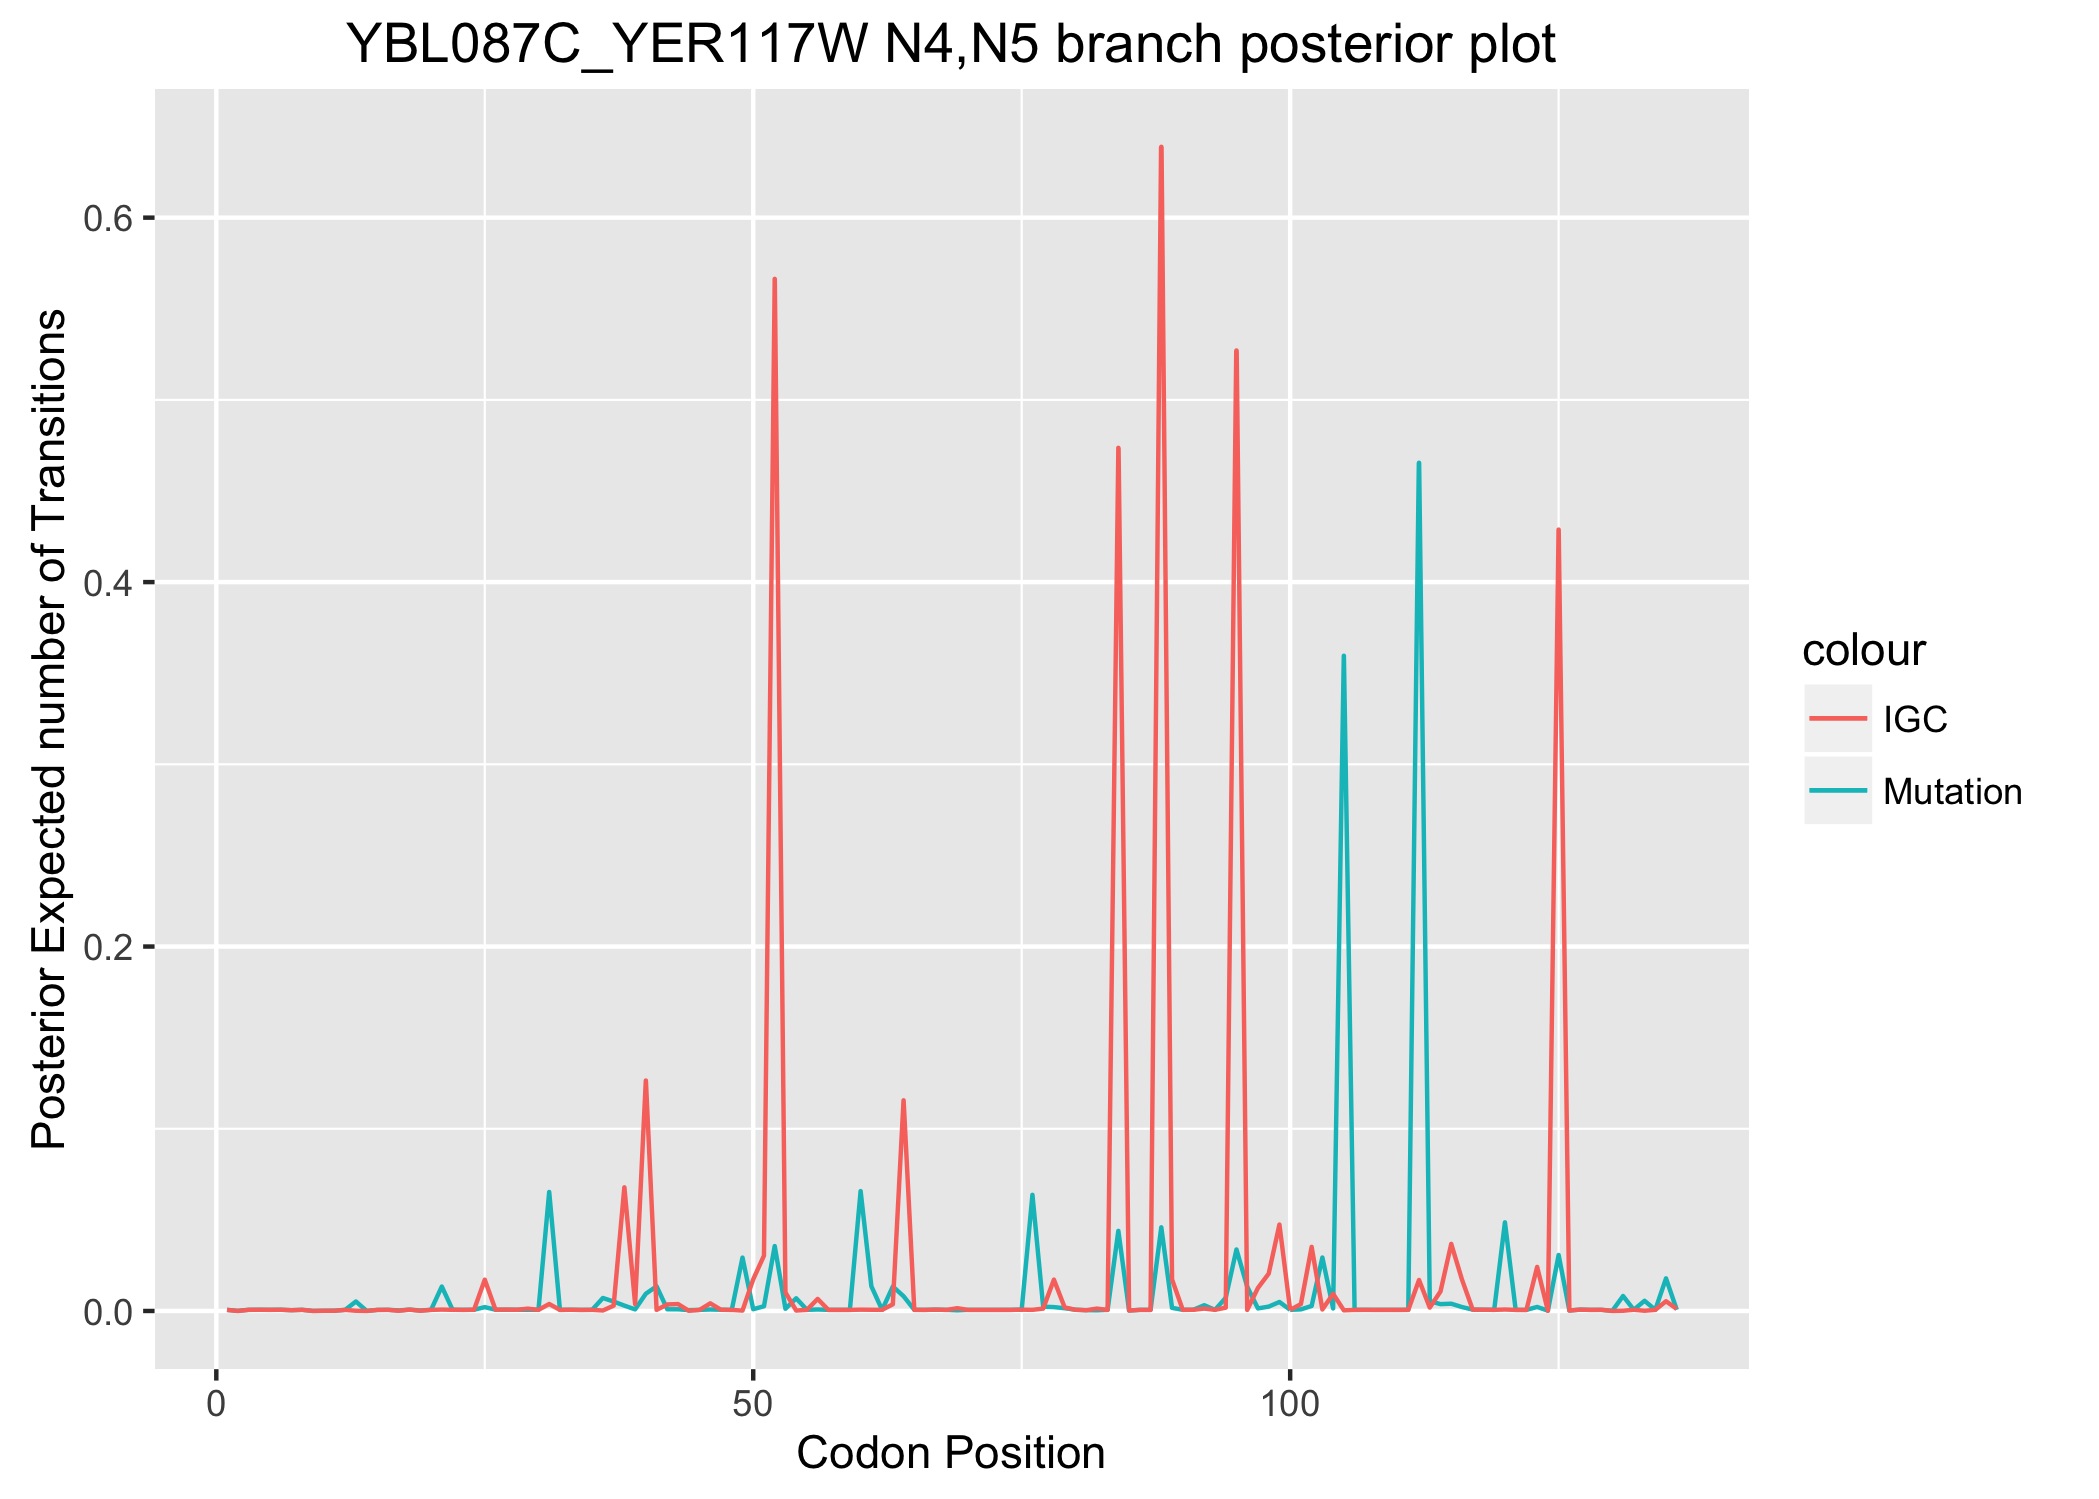 YBL087C_YER117W N4,N5 branch posterior plot
Posterior Expected number of Transitions
0.6
0.4
0.2
0.0
0
50
100
Codon Position
colour
IGC
Mutation